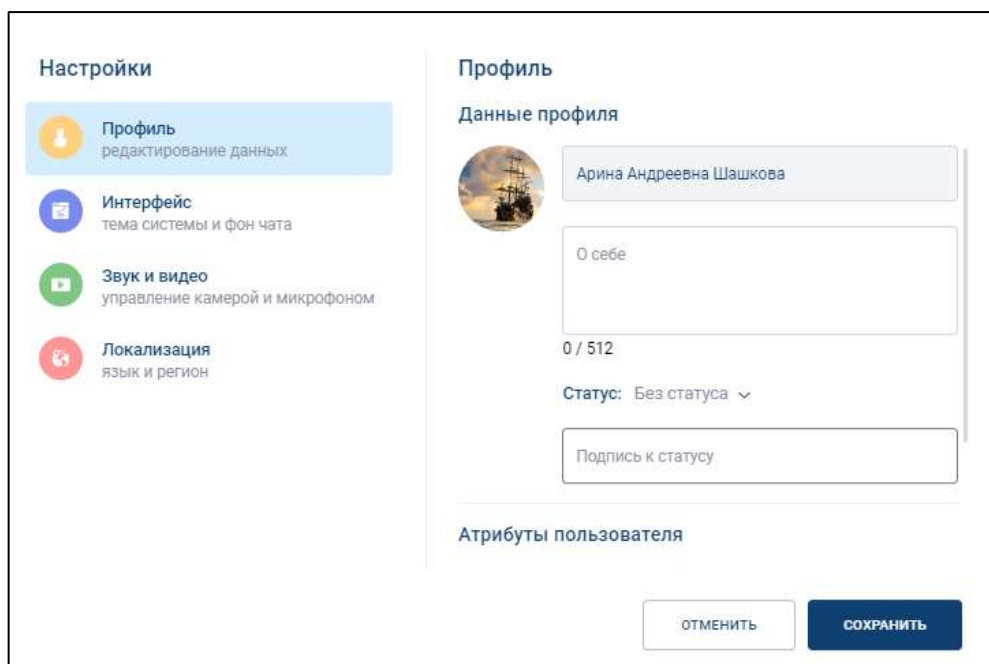 Настройки
Профиль
редактирование данных
Интерфейс
тема системы и фон чата
Звук и видео
управление камерой и микрофоном
Локализация
язык и регион
Профиль
Данные профиля
Арина Андреевна Шашкова
О себе
0 / 512
Статус: Без статуса
Подпись к статусу
Атрибуты пользователя
ОТМЕНИТЬ
СОХРАНИТЬ